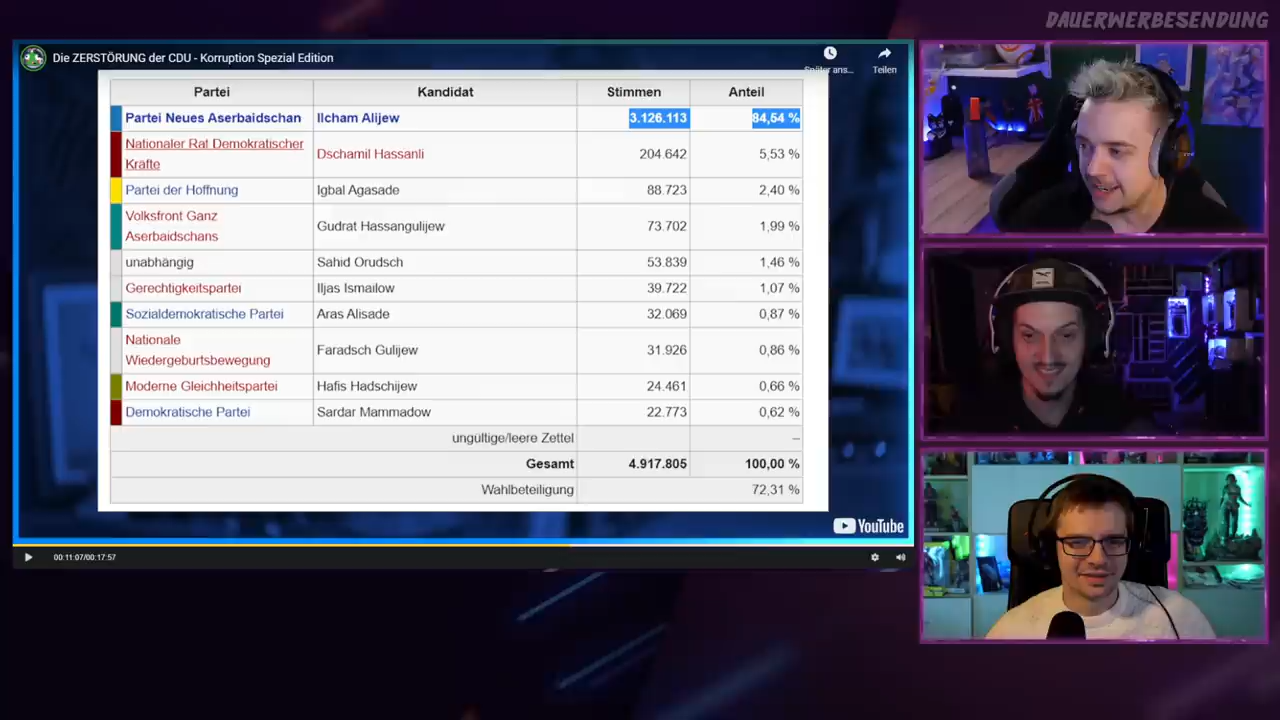 DAUERWERBESENDUNG
Die ZERSTÖRUNG der CDU - Korruption Spezial Edition
Später ans...
Teilen
Partei Kandidat Stimmen Anteil
Partei Neues Aserbaidschan Ilcham Alijew 3.126.113 84,54 %
Nationaler Rat Demokratischer
Kräfte Dschamil Hassanli 204.642 5,53 %
Partei der Hoffnung Igbal Agasade 88.723 2,40 %
Volksfront Ganz
Aserbaidschans Gudrat Hassangulijew 73.702 1,99 %
unabhängig Sahid Orudsch 53.839 1,46 %
Gerechtigkeitspartei Iljas Ismailow 39.722 1,07 %
Sozialdemokratische Partei Aras Alisade 32.069 0,87 %
Nationale
Wiedergeburtsbewegung Faradsch Gulijew 31.926 0,86 %
Moderne Gleichheitspartei Hafis Hadschijew 24.461 0,66 %
Demokratische Partei Sardar Mammadow 22.773 0,62 %
ungültige/leere Zettel –
Gesamt 4.917.805 100,00 %
Wahlbeteiligung 72,31 %
YouTube
00:11:07/00:17:57